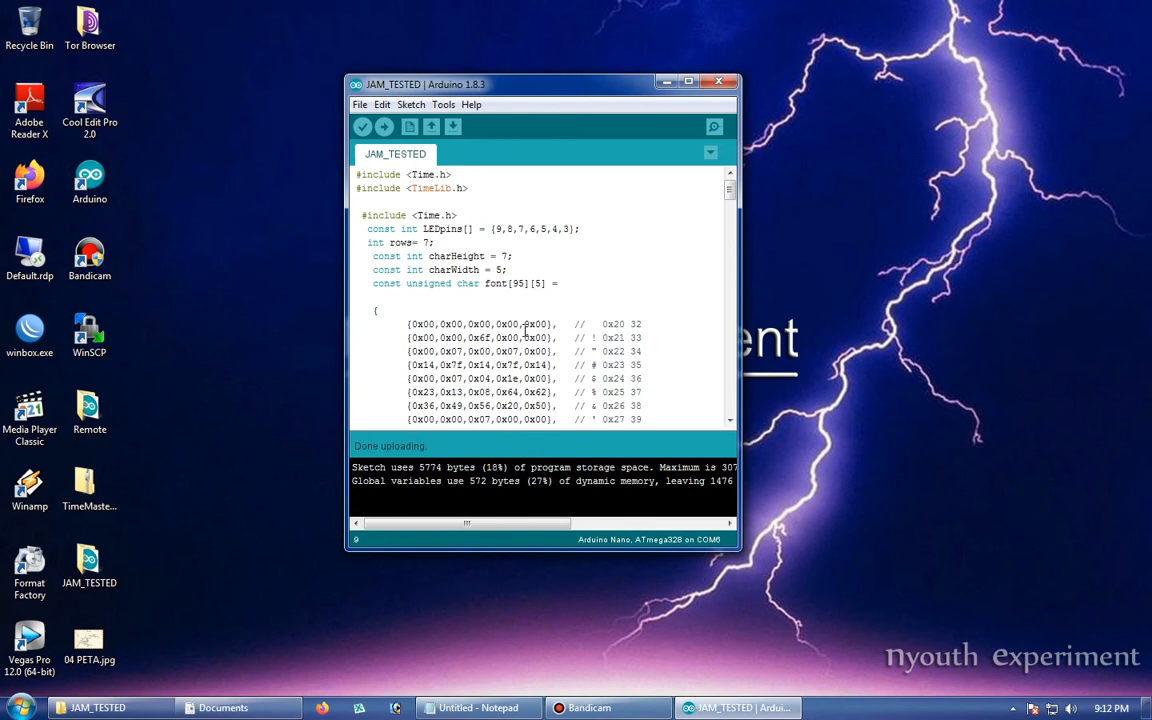 Recycle Bin
Tor Browser
Adobe
Reader X
Cool Edit Pro
2.0
Firefox
Arduino
Default.rdp
Bandicam
winbox.exe
WinSCP
Media Player
Classic
Remote
Winamp
TimeMaste...
Format
Factory
JAM_TESTED
Vegas Pro
12.0 (64-bit)
04 PETA.jpg
JAM_TESTED | Arduino 1.8.3
File Edit Sketch Tools Help
JAM_TESTED
#include <Time.h>
#include <TimeLib.h>
#include <Time.h>
const int LEDpins[] = {9,8,7,6,5,4,3};
int rows= 7;
const int charHeight = 7;
const int charWidth = 5;
const unsigned char font[95][5] =
{
{0x00,0x00,0x00,0x00,0x00}, // 0x20 32
{0x00,0x00,0x6f,0x00,0x00}, // ! 0x21 33
{0x00,0x07,0x00,0x07,0x00}, // " 0x22 34
{0x14,0x7f,0x14,0x7f,0x14}, // # 0x23 35
{0x00,0x07,0x04,0x1e,0x00}, // $ 0x24 36
{0x23,0x13,0x08,0x64,0x62}, // % 0x25 37
{0x36,0x49,0x56,0x20,0x50}, // & 0x26 38
{0x00,0x00,0x07,0x00,0x00}, // ' 0x27 39
Done uploading.
Sketch uses 5774 bytes (18%) of program storage space. Maximum is 307
Global variables use 572 bytes (27%) of dynamic memory, leaving 1476
9
Arduino Nano, ATmega328 on COM6
ent
nyouth experiment
JAM_TESTED
Documents
Untitled - Notepad
Bandicam
JAM_TESTED | Ardu...
9:12 PM